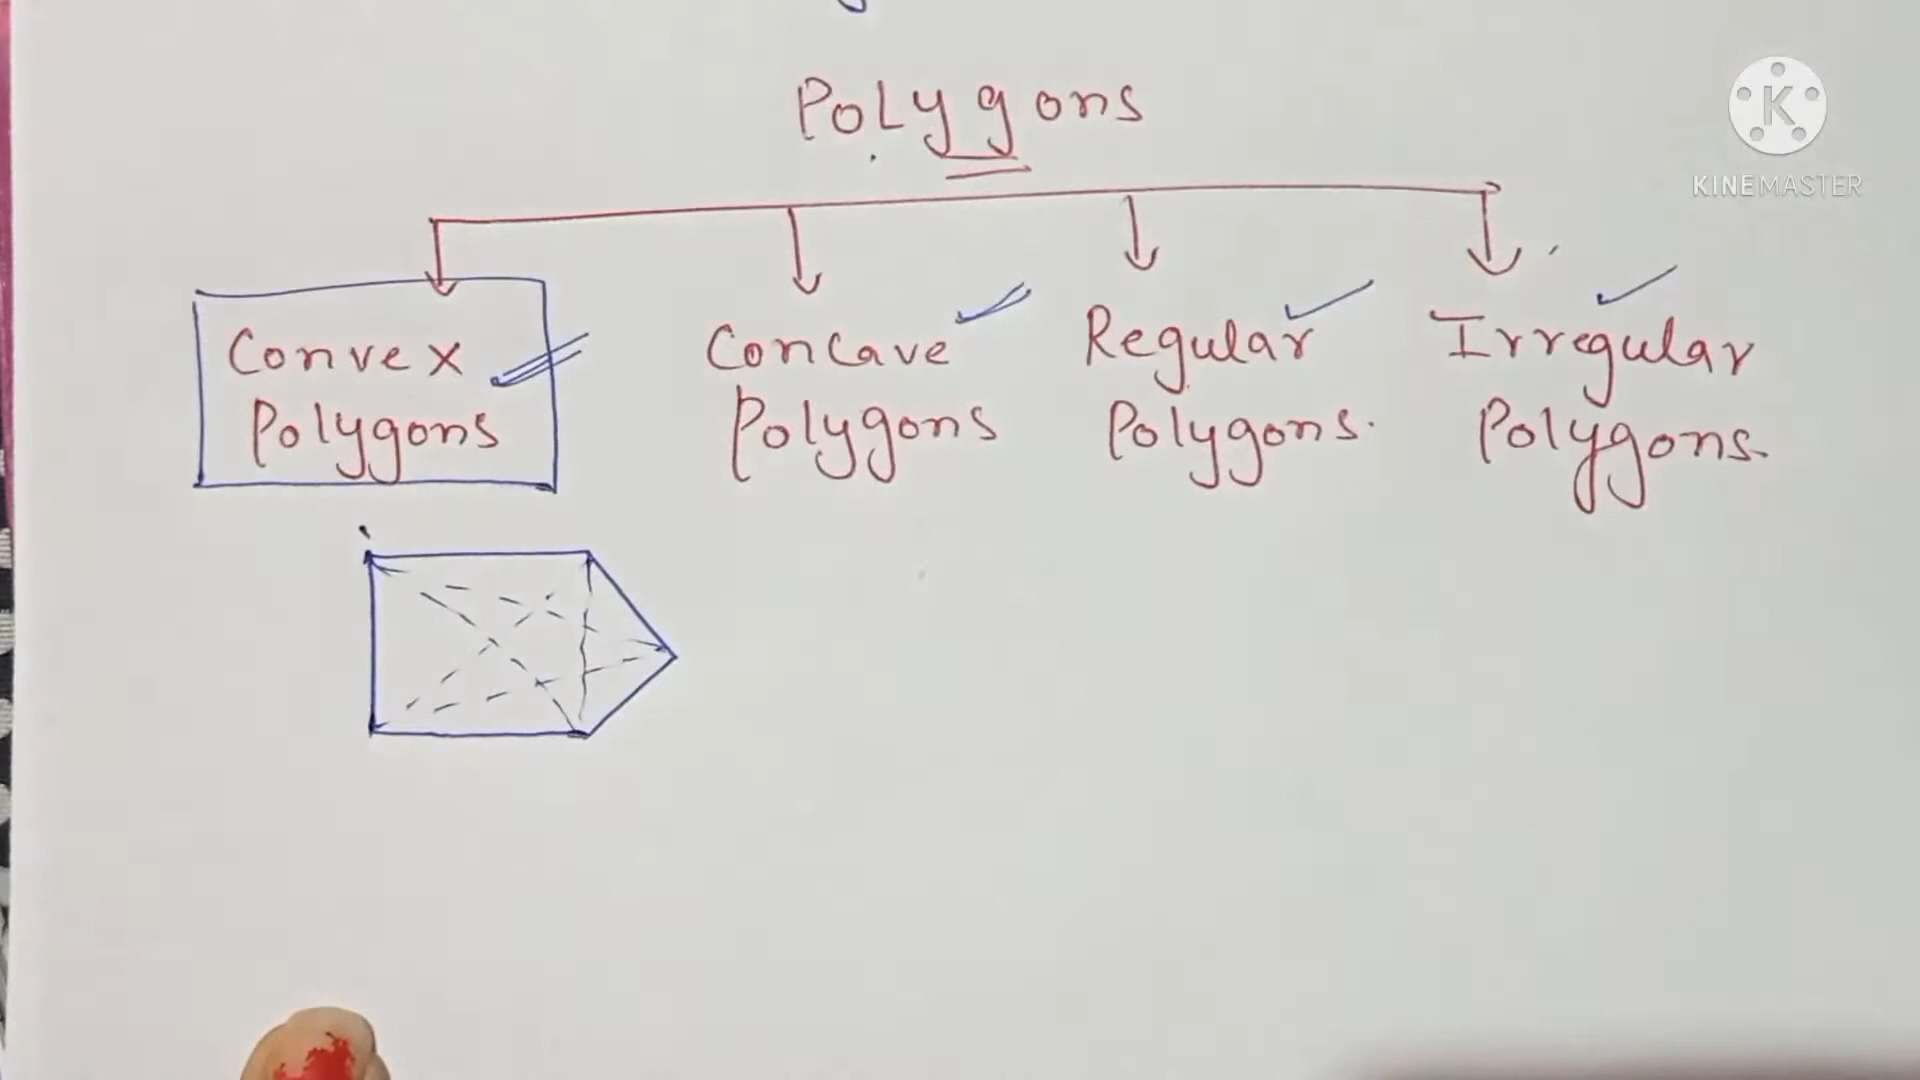 Polygons
K
KINEMASTER
Convex
Polygons
Concave
Polygons
Regular
Polygons.
Irregular
Polygons.